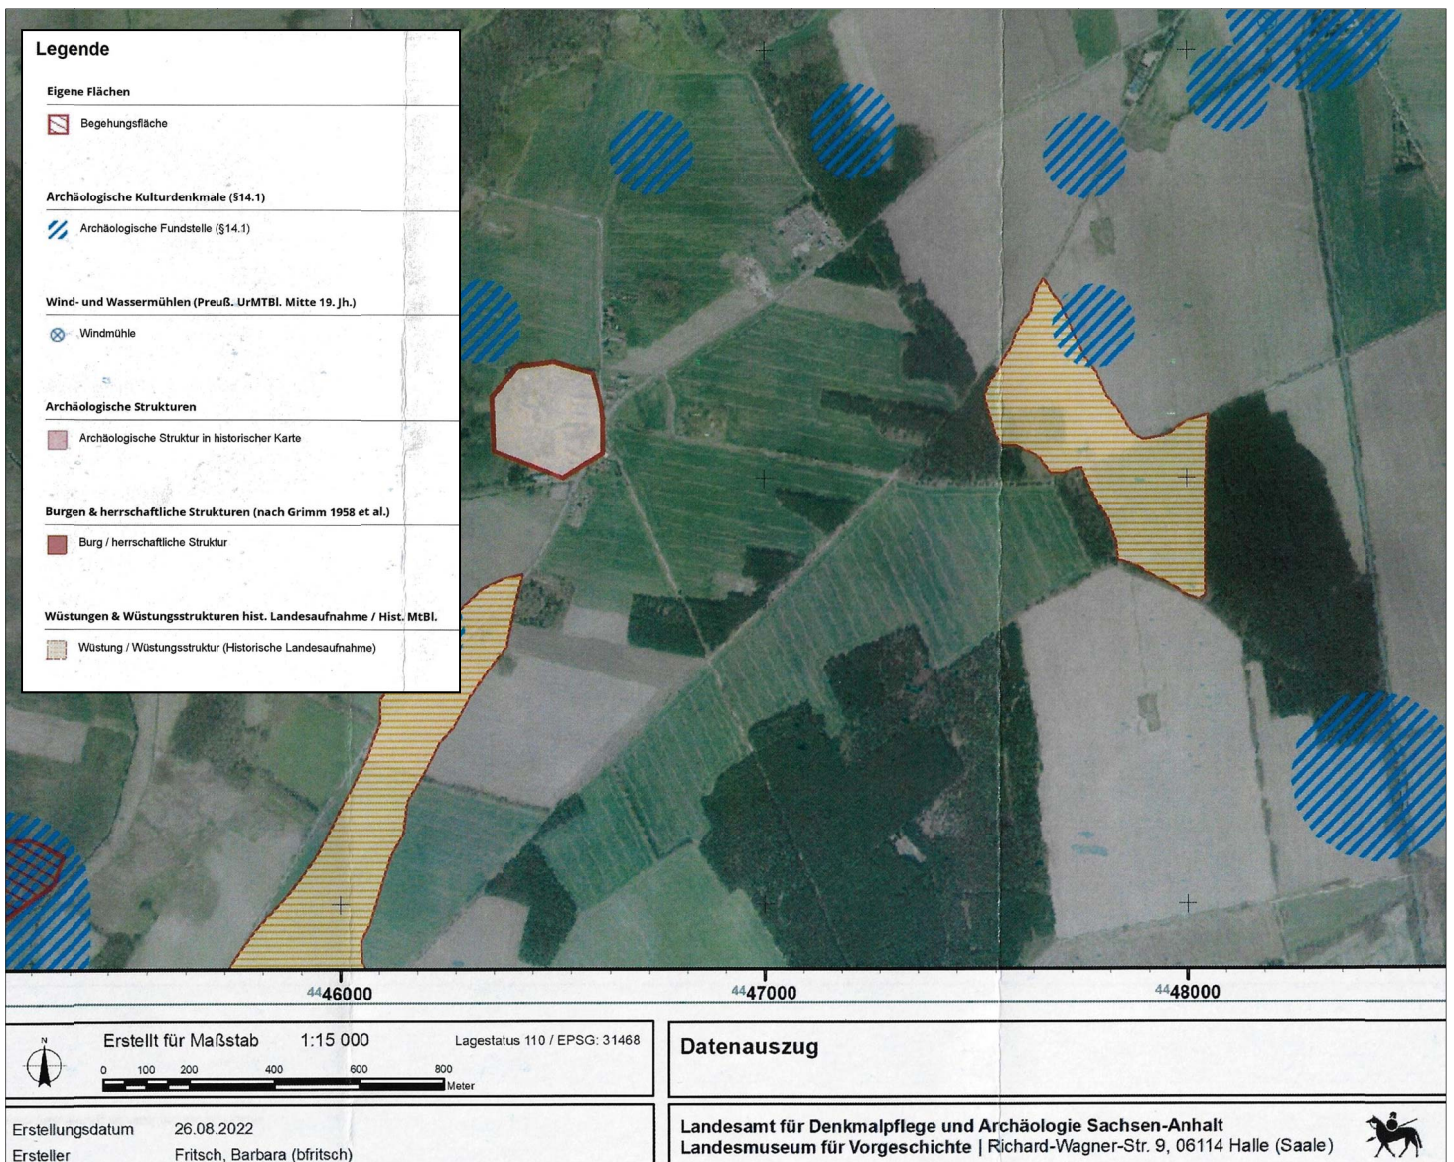 Legende
Eigene Flächen
Begehungsfläche
Archäologische Kulturdenkmale (§14.1)
Archäologische Fundstelle (§14.1)
Wind- und Wassermühlen (Preuß. UrMTBl. Mitte 19. Jh.)
Windmühle
Archäologische Strukturen
Archäologische Struktur in historischer Karte
Burgen & herrschaftliche Strukturen (nach Grimm 1958 et al.)
Burg / herrschaftliche Struktur
Wüstungen & Wüstungsstrukturen hist. Landesaufnahme / Hist. MtBl.
Wüstung / Wüstungsstruktur (Historische Landesaufnahme)
4446000 4447000 4448000
Erstellt für Maßstab 1:15 000 Lagestatus 110 / EPSG: 31468
N
0 100 200 400 600 800
Meter
Datenauszug
Erstellungsdatum 26.08.2022
Ersteller Fritsch, Barbara (bfritsch)
Landesamt für Denkmalpflege und Archäologie Sachsen-Anhalt
Landesmuseum für Vorgeschichte | Richard-Wagner-Str. 9, 06114 Halle (Saale)